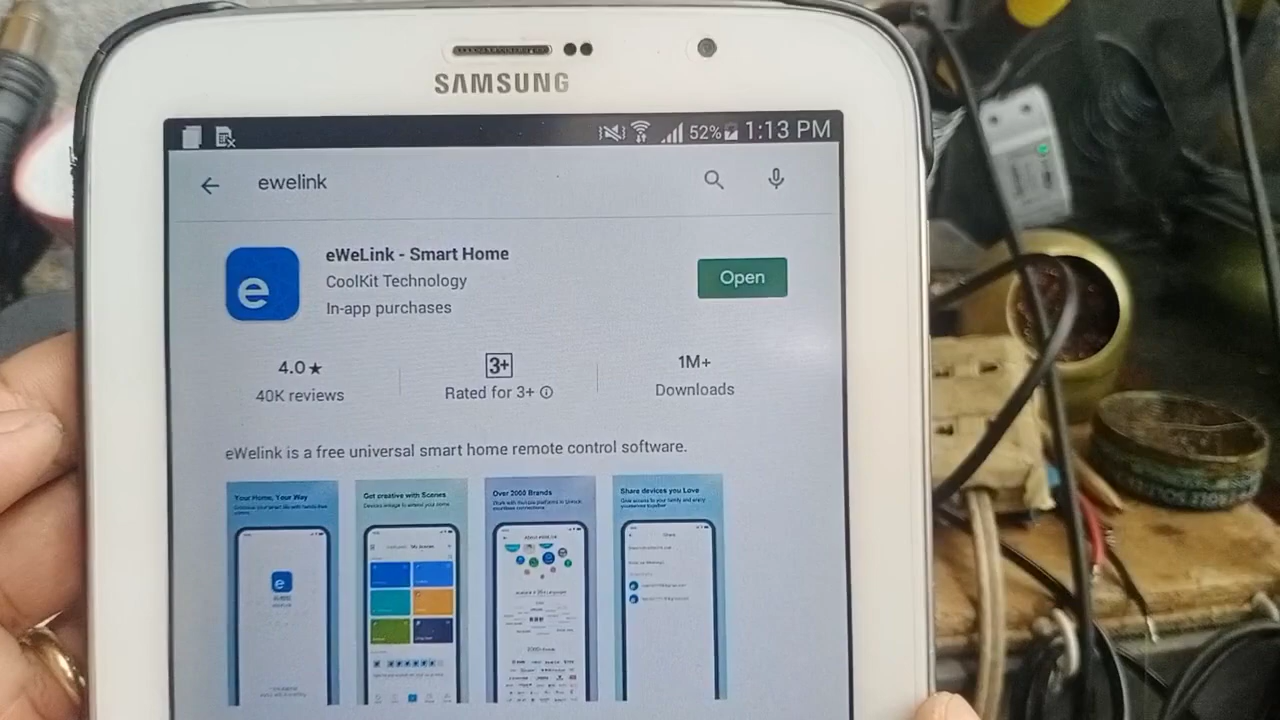 SAMSUNG
52% 1:13 PM
ewelink
eWeLink - Smart Home
CoolKit Technology
In-app purchases
Open
4.0★
40K reviews
3+
Rated for 3+
1M+
Downloads
eWelink is a free universal smart home remote control software.
Your Home, Your Way
Get creative with Scenes
Over 2000 Brands
Share devices you Love
Share